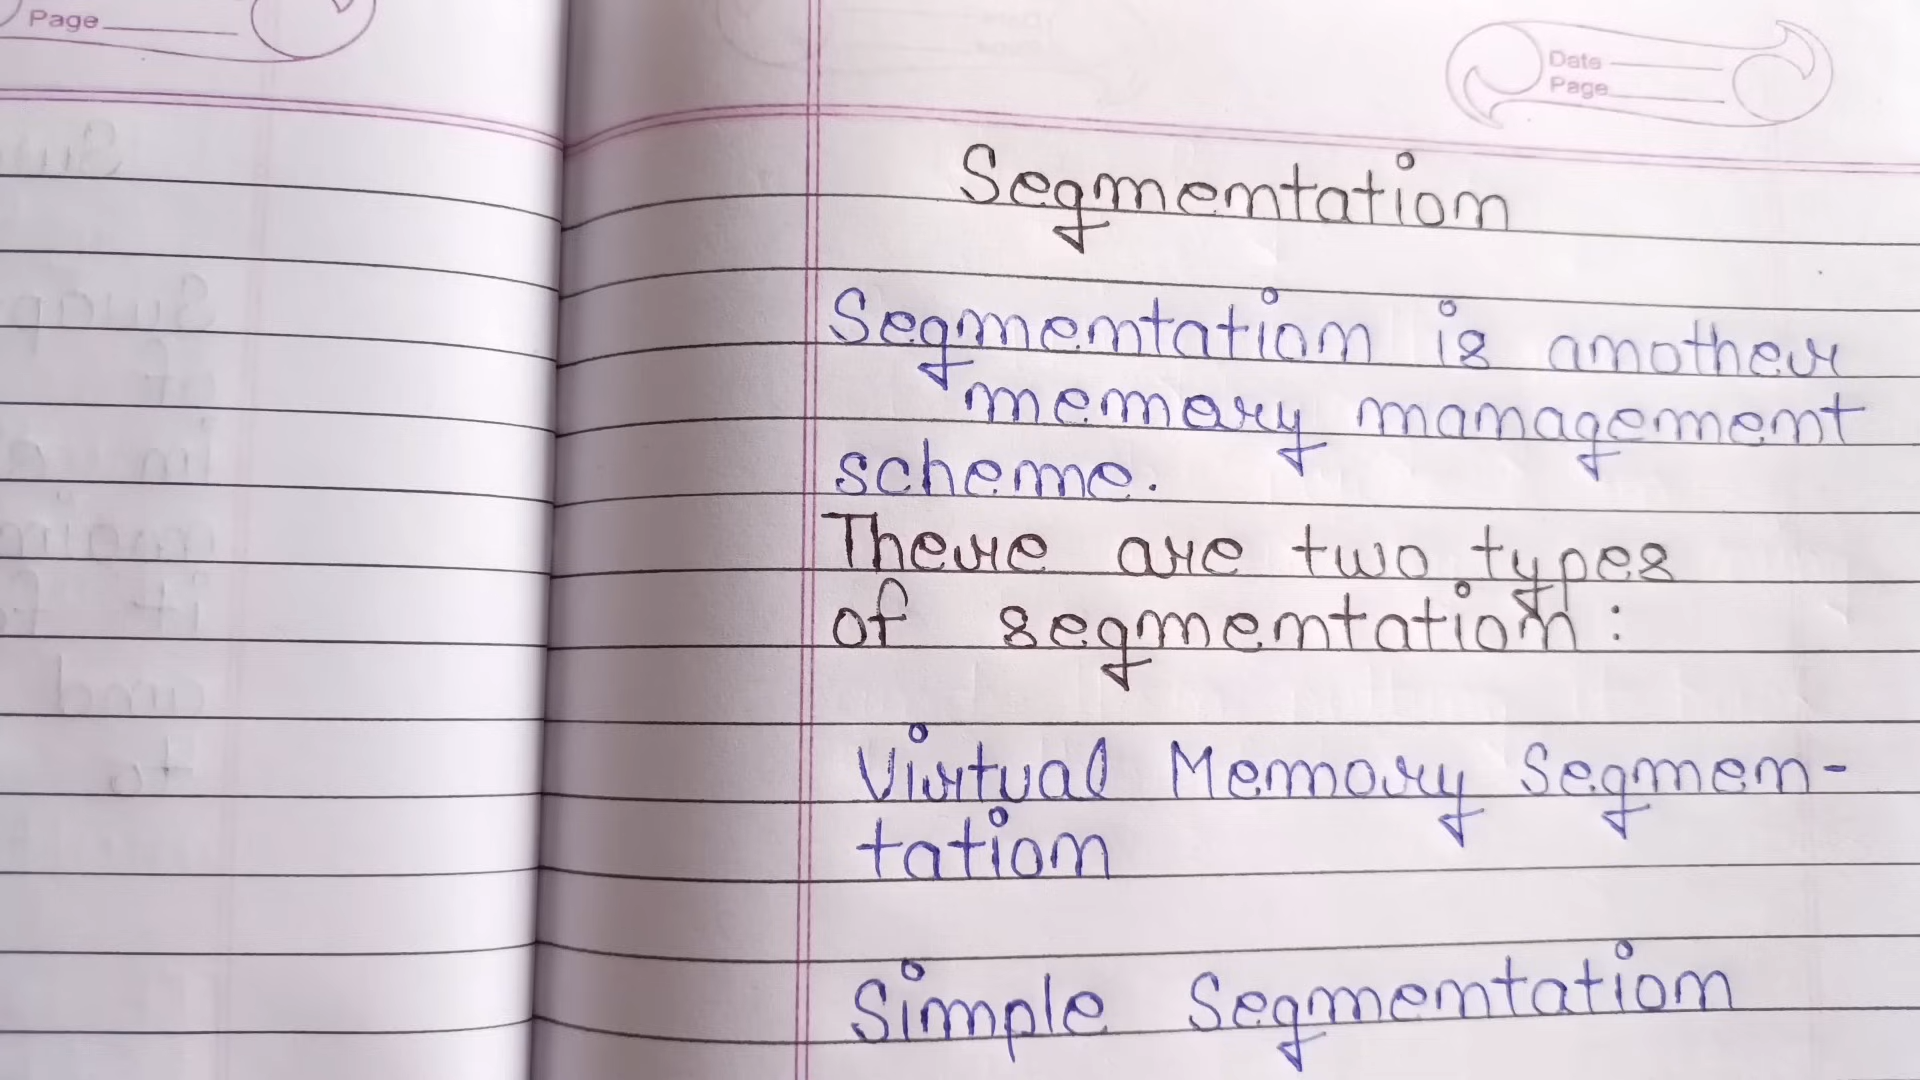 Page
Date
Page
Segmentation
Segmentation is another
memory management
scheme.
There are two types
of segmentation:
Virtual Memory Segmen-
tation
Simple Segmentation